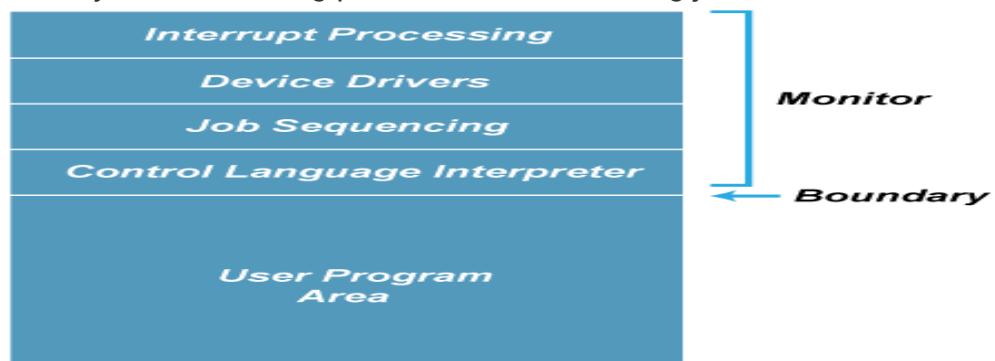 Interrupt Processing
Device Drivers
Job Sequencing
Control Language Interpreter
Monitor
Boundary
User Program
Area